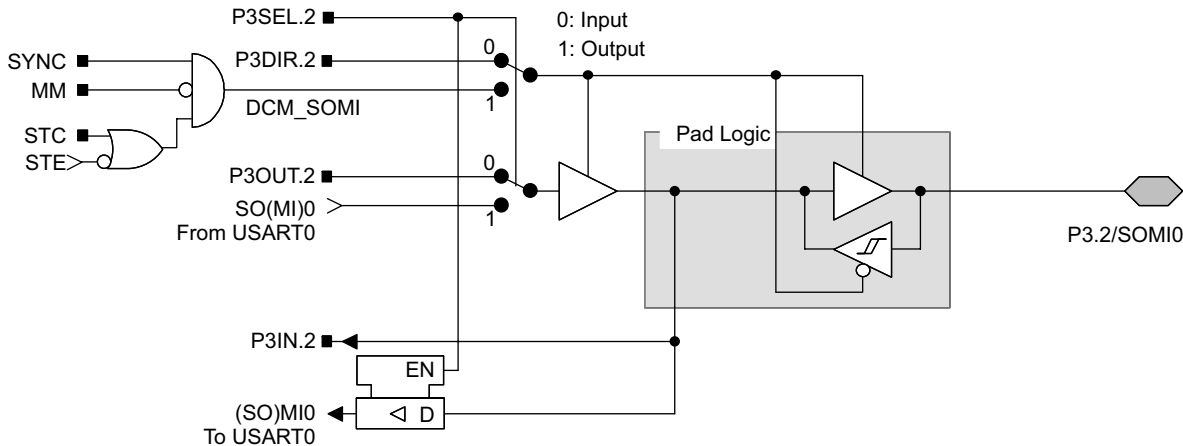 P3SEL.2
0: Input
1: Output
0
P3DIR.2
SYNC
MM
1
DCM_SOMI
STC
STE
Pad Logic
0
P3OUT.2
SO(MI)0
1
From USART0
P3.2/SOMI0
P3IN.2
EN
(SO)MI0
D
To USART0